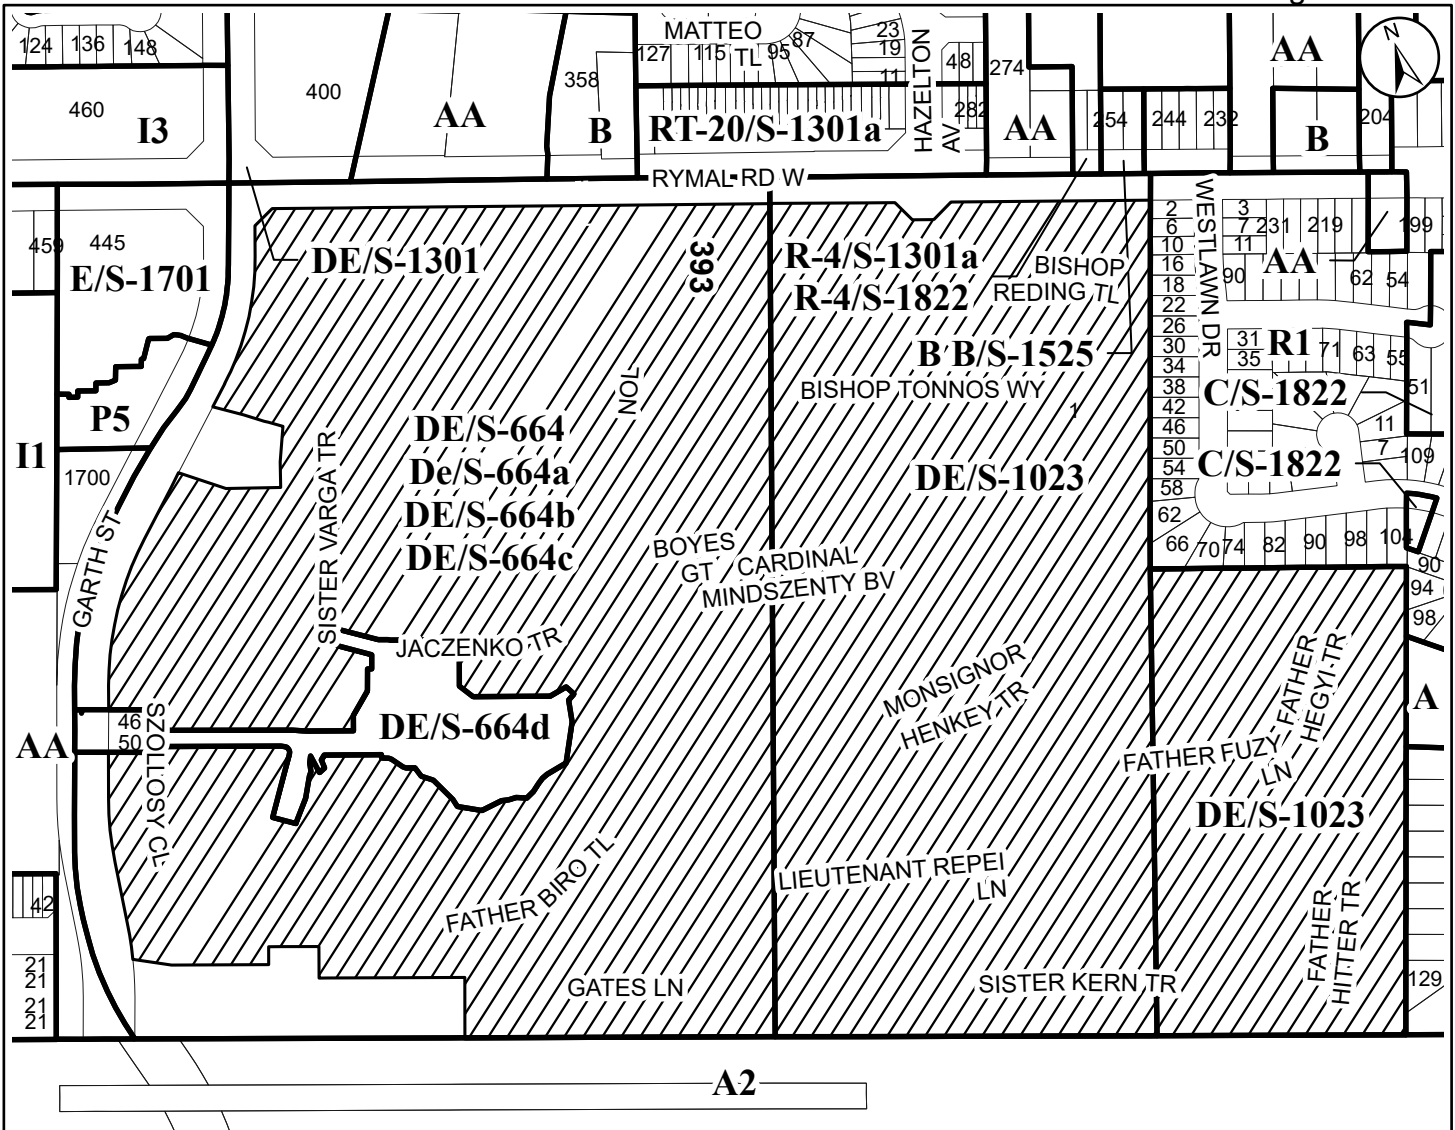 124
136
148
460
I3
400
AA
358
B
127
MATTEO
115
TL
95
87
23
19
11
HAZELTON
AV
48
282
274
RT-20/S-1301a
AA
254
244
232
AA
B
204
N
RYMAL RD W
459
445
E/S-1701
DE/S-1301
393
R-4/S-1301a
R-4/S-1822
BISHOP
REDING TL
B B/S-1525
BISHOP TONNOS WY
1
2
6
10
16
18
22
26
30
34
38
42
46
50
54
58
62
66
70
74
82
90
98
104
WESTLAWN DR
3
7
11
231
219
199
90
AA
62
54
31
35
R1
71
63
55
51
C/S-1822
11
7
109
C/S-1822
90
94
98
P5
I1
1700
GARTH ST
SISTER VARGA TR
NOL
DE/S-664
De/S-664a
DE/S-664b
DE/S-664c
DE/S-1023
BOYES
GT
CARDINAL
MINDSZENTY BV
JACZENKO TR
DE/S-664d
46
50
SZOLLOSY CL
AA
MONSIGNOR
HENKEY TR
FATHER
HEGYI TR
FATHER FUZY
LN
DE/S-1023
A
FATHER BIRO TL
LIEUTENANT REPEI
LN
FATHER
HITTER TR
GATES LN
SISTER KERN TR
42
21
21
21
21
129
A2